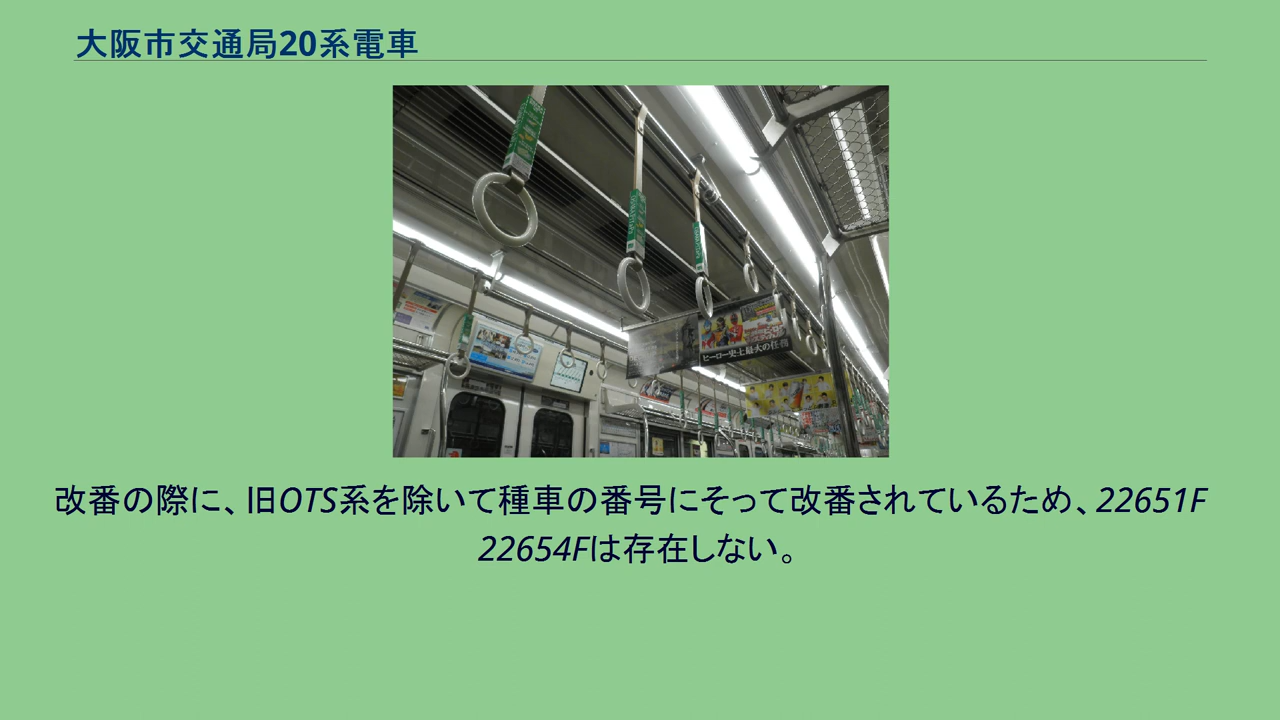 大阪市交通局20系電車
ヒーロー史上最大の任務
改番の際に、旧OTS系を除いて種車の番号にそって改番されているため、22651F
22654Fは存在しない。